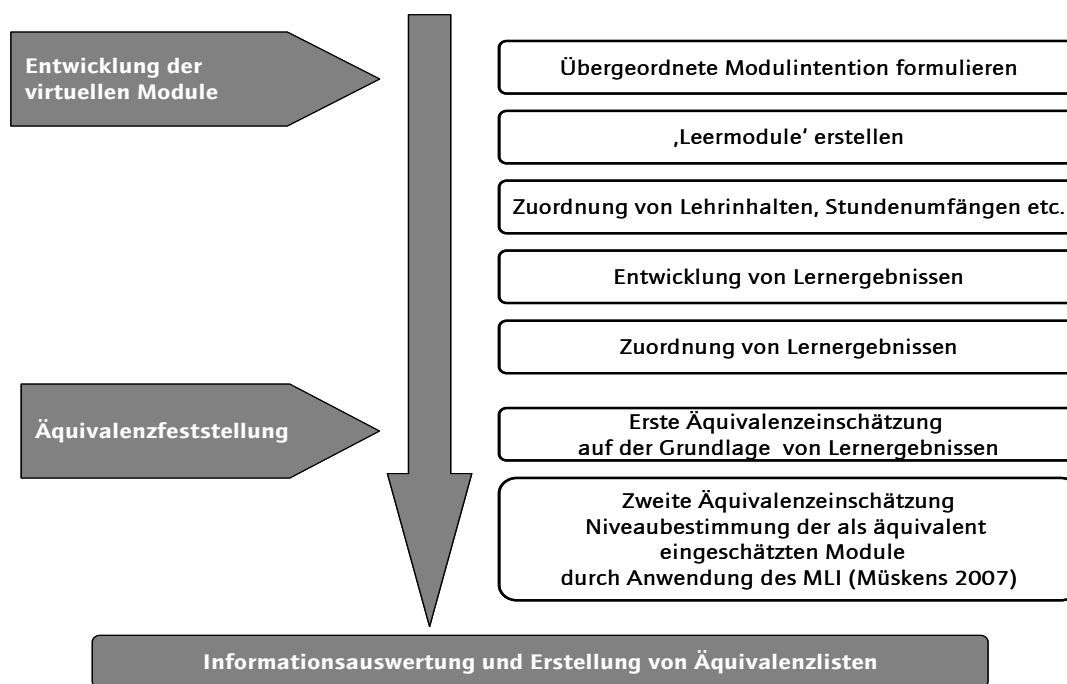 Entwicklung der
virtuellen Module
Übergeordnete Modulintention formulieren
‚Leermodule‘ erstellen
Zuordnung von Lehrinhalten, Stundenumfängen etc.
Entwicklung von Lernergebnissen
Zuordnung von Lernergebnissen
Äquivalenzfeststellung
Erste Äquivalenzeinschätzung
auf der Grundlage von Lernergebnissen
Zweite Äquivalenzeinschätzung
Niveaubestimmung der als äquivalent
eingeschätzten Module
durch Anwendung des MLI (Müskens 2007)
Informationsauswertung und Erstellung von Äquivalenzlisten